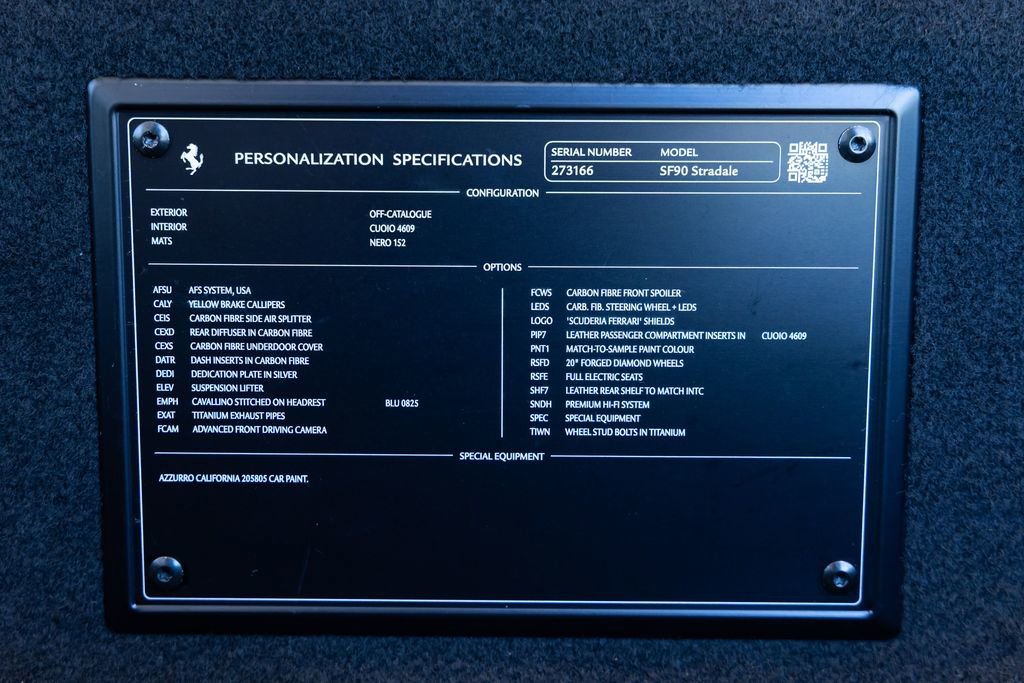 PERSONALIZATION SPECIFICATIONS
SERIAL NUMBER MODEL
273166 SF90 Stradale
CONFIGURATION
EXTERIOR OFF-CATALOGUE
INTERIOR CUOIO 4609
MATS NERO 152
OPTIONS
AFSU AFS SYSTEM, USA
CALY YELLOW BRAKE CALLIPERS
CEIS CARBON FIBRE SIDE AIR SPLITTER
CEXD REAR DIFFUSER IN CARBON FIBRE
CEXS CARBON FIBRE UNDERDOOR COVER
DATR DASH INSERTS IN CARBON FIBRE
DEDI DEDICATION PLATE IN SILVER
ELEV SUSPENSION LIFTER
EMPH CAVALLINO STITCHED ON HEADREST BLU 0825
EXAT TITANIUM EXHAUST PIPES
FCAM ADVANCED FRONT DRIVING CAMERA
FCWS CARBON FIBRE FRONT SPOILER
LEDS CARB. FIB. STEERING WHEEL + LEDS
LOGO 'SCUDERIA FERRARI' SHIELDS
PIP7 LEATHER PASSENGER COMPARTMENT INSERTS IN CUOIO 4609
PNT1 MATCH-TO-SAMPLE PAINT COLOUR
RSFD 20" FORGED DIAMOND WHEELS
RSFE FULL ELECTRIC SEATS
SHF7 LEATHER REAR SHELF TO MATCH INTC
SNDH PREMIUM HI-FI SYSTEM
SPEC SPECIAL EQUIPMENT
TIWN WHEEL STUD BOLTS IN TITANIUM
SPECIAL EQUIPMENT
AZZURRO CALIFORNIA 205805 CAR PAINT.